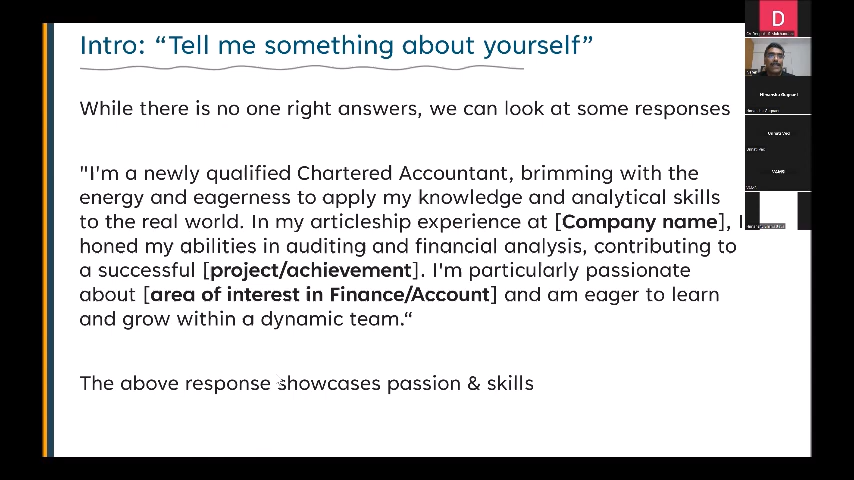 Intro: “Tell me something about yourself”
While there is no one right answers, we can look at some responses
"I'm a newly qualified Chartered Accountant, brimming with the
energy and eagerness to apply my knowledge and analytical skills
to the real world. In my articleship experience at [Company name], I
honed my abilities in auditing and financial analysis, contributing to
a successful [project/achievement]. I'm particularly passionate
about [area of interest in Finance/Account] and am eager to learn
and grow within a dynamic team.“
The above response showcases passion & skills
D